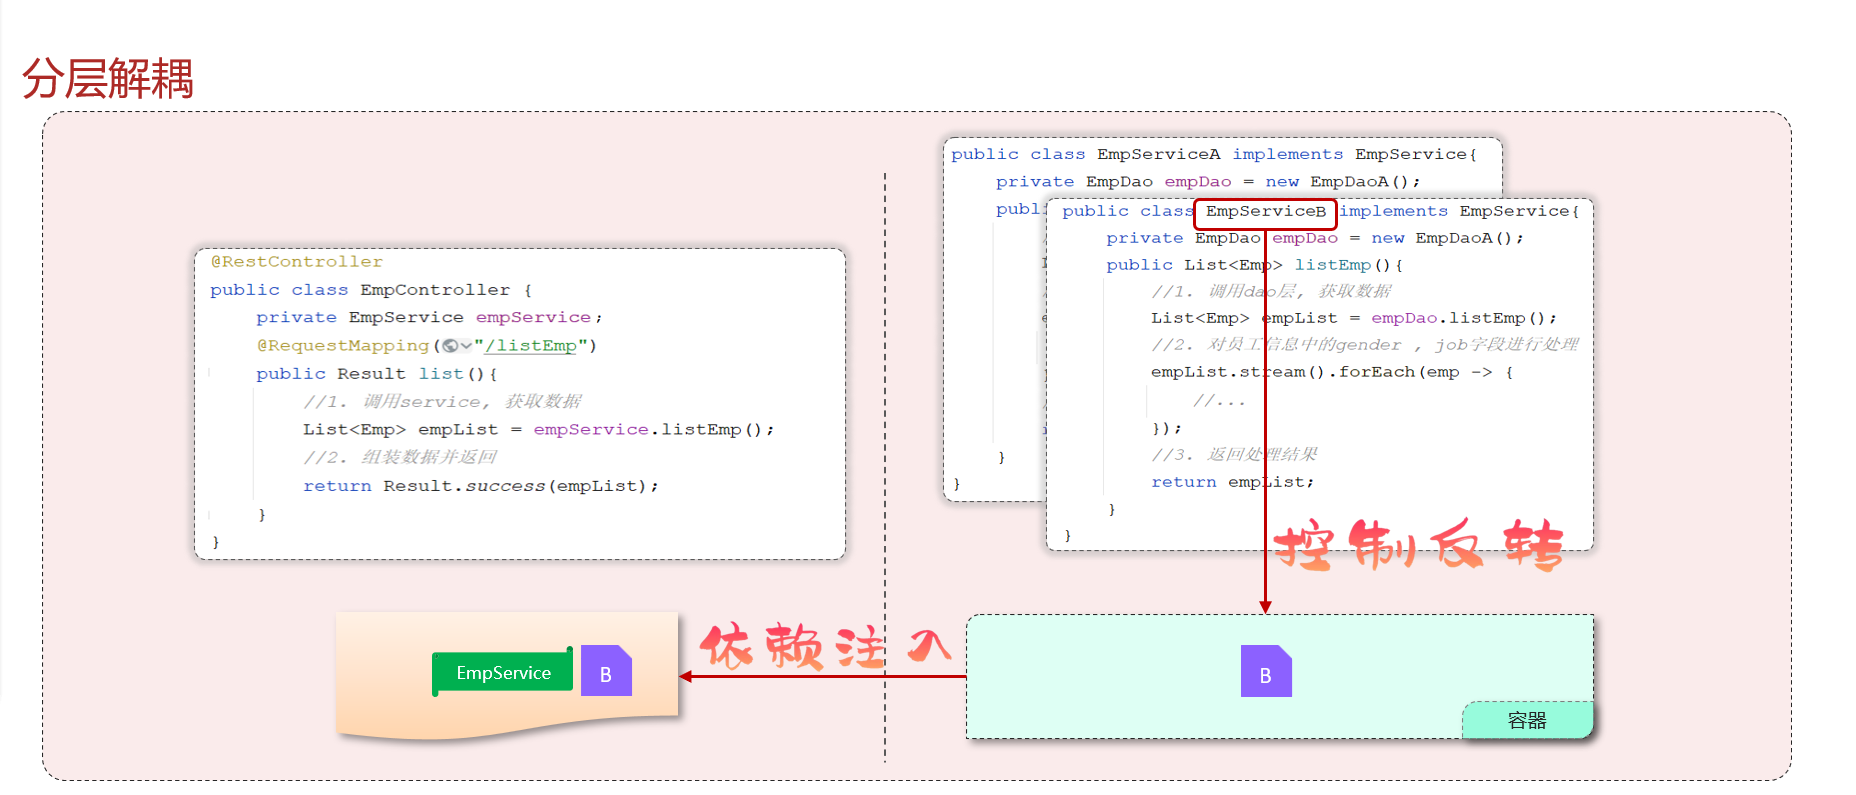 分层解耦
@RestController
public class EmpController {
private EmpService empService;
@RequestMapping("/listEmp")
public Result list(){
//1. 调用service, 获取数据
List<Emp> empList = empService.listEmp();
//2. 组装数据并返回
return Result.success(empList);
}
}
public class EmpServiceA implements EmpService{
private EmpDao empDao = new EmpDaoA();
publi
}
}
public class EmpServiceB implements EmpService{
private EmpDao empDao = new EmpDaoA();
public List<Emp> listEmp(){
//1. 调用dao层, 获取数据
List<Emp> empList = empDao.listEmp();
//2. 对员工信息中的gender , job字段进行处理
empList.stream().forEach(emp -> {
//...
});
//3. 返回处理结果
return empList;
}
}
控制反转
依赖注入
EmpService
B
B
容器